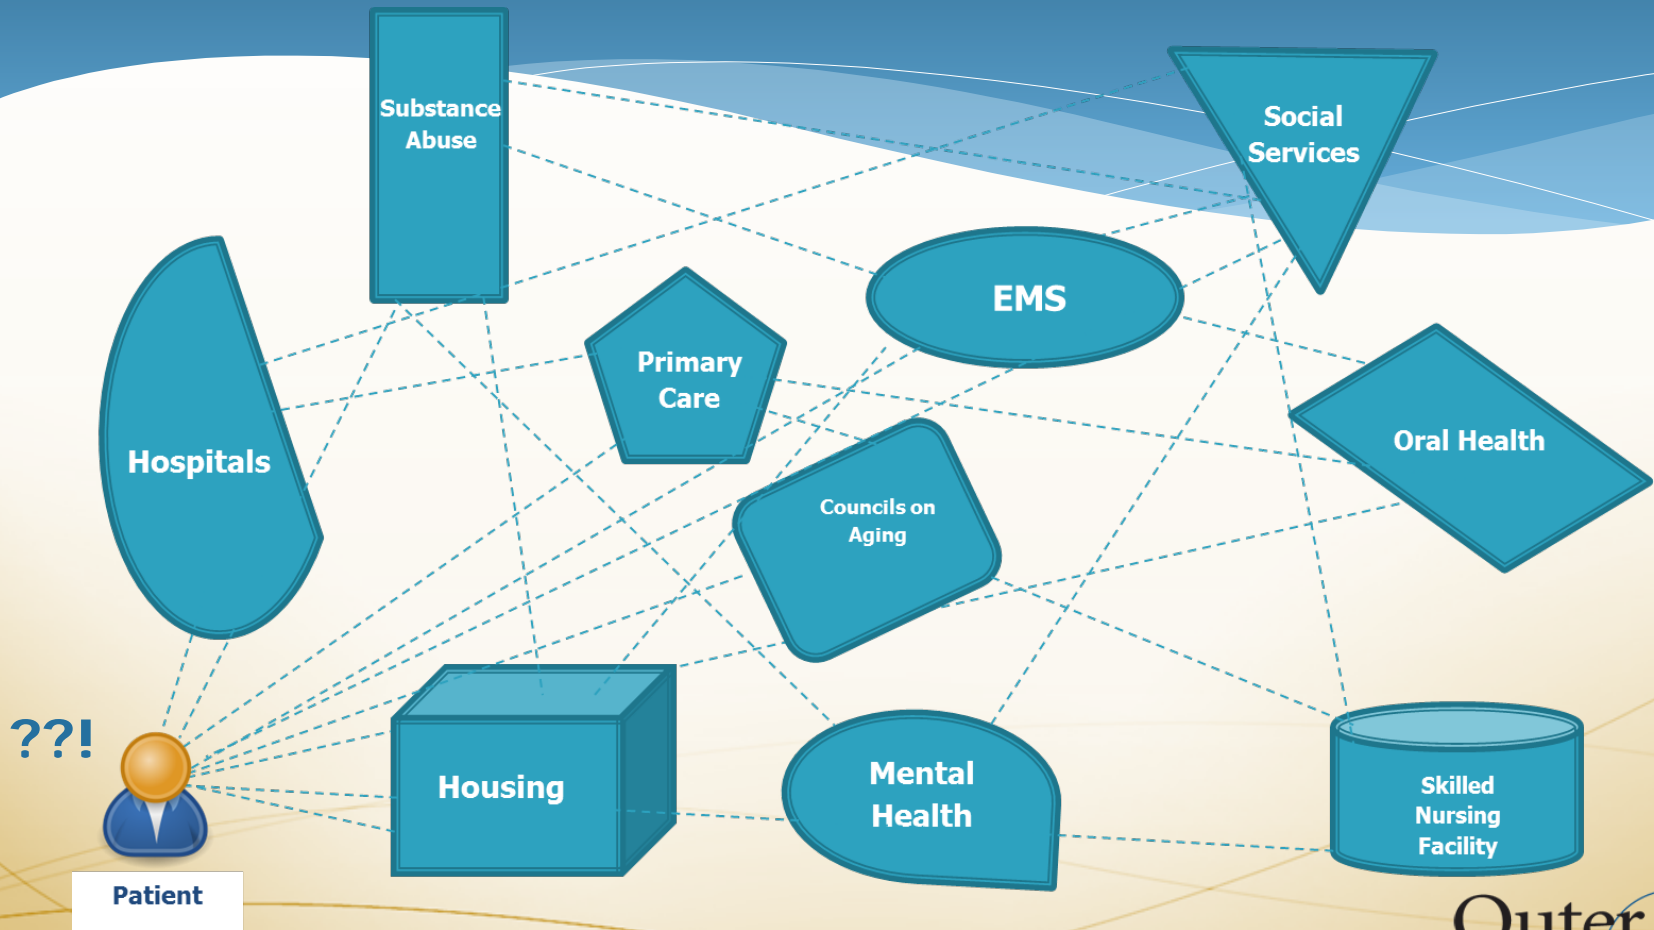 Substance
Abuse
Social
Services
EMS
Primary
Care
Oral Health
Hospitals
Councils on
Aging
??!
Housing
Mental
Health
Skilled
Nursing
Facility
Patient
Outer